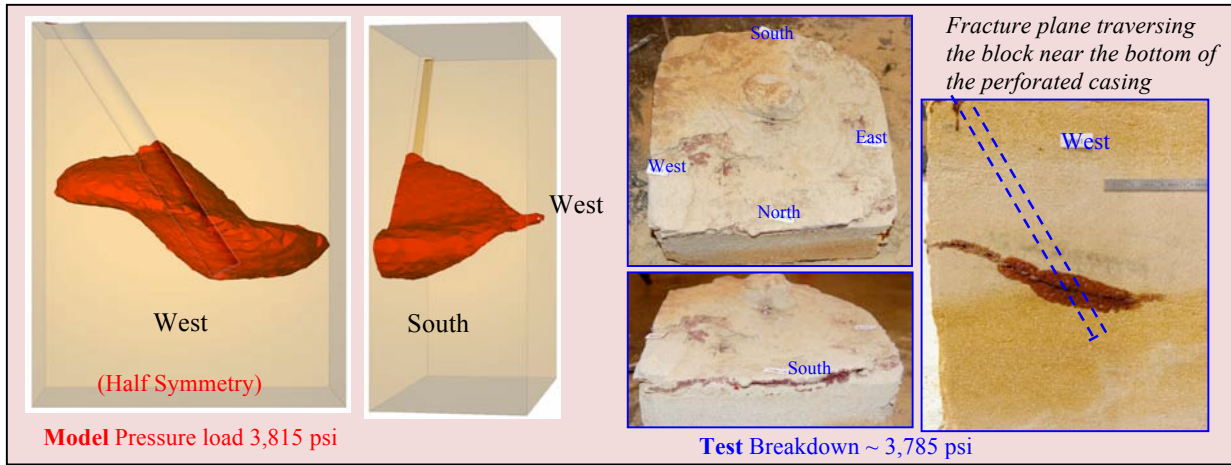 West
(Half Symmetry)
Model Pressure load 3,815 psi
South
West
South
East
West
North
South
Test Breakdown ~ 3,785 psi
Fracture plane traversing
the block near the bottom of
the perforated casing
West